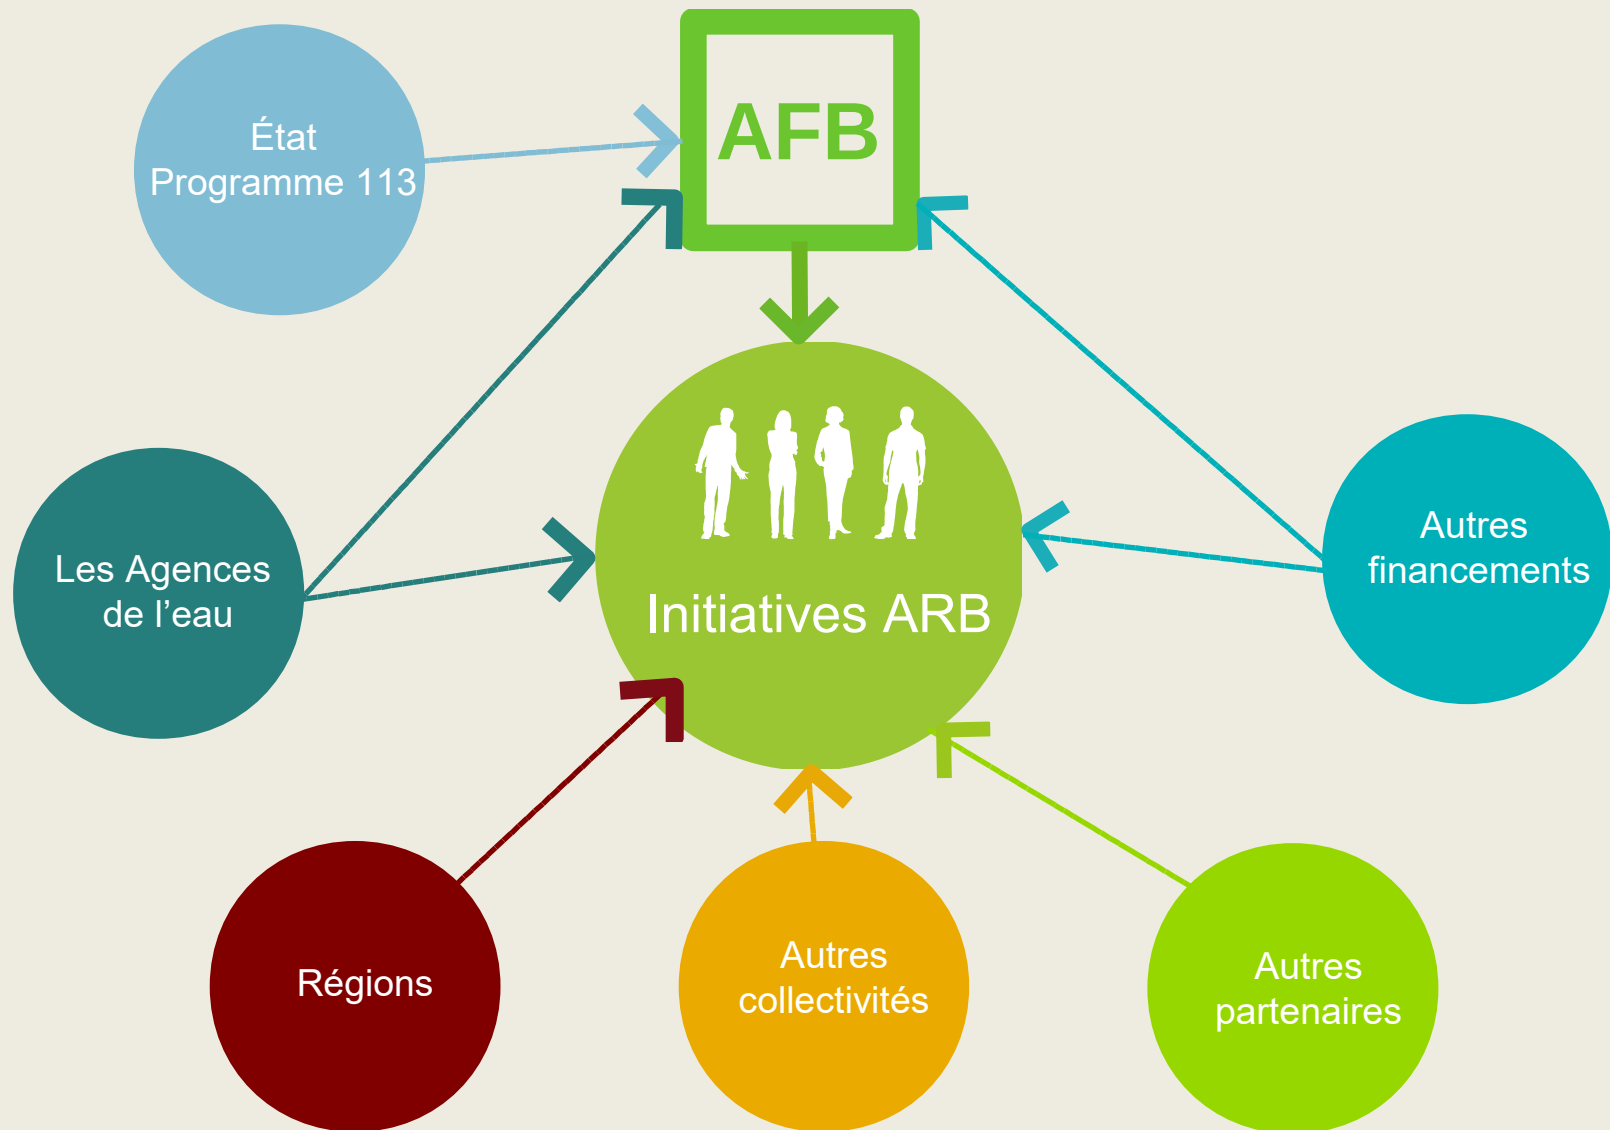 AFB
État
Programme 113
Les Agences
de l’eau
Initiatives ARB
Autres
financements
Régions
Autres
collectivités
Autres
partenaires